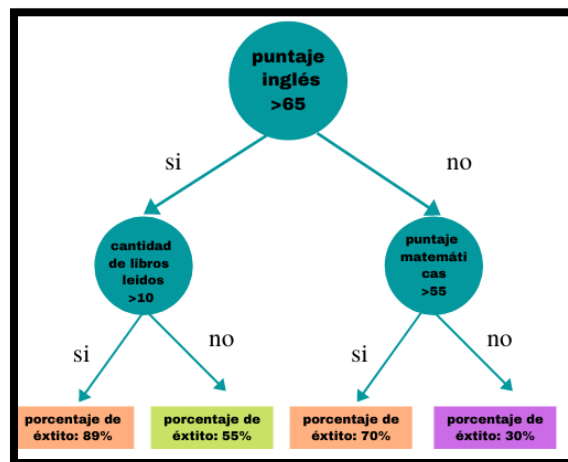 puntaje
inglés
>65
si
no
cantidad
de libros
leidos
>10
puntaje
matemáti
cas
>55
si
no
si
no
porcentaje de
éxtito: 89%
porcentaje de
éxtito: 55%
porcentaje de
éxtito: 70%
porcentaje de
éxtito: 30%